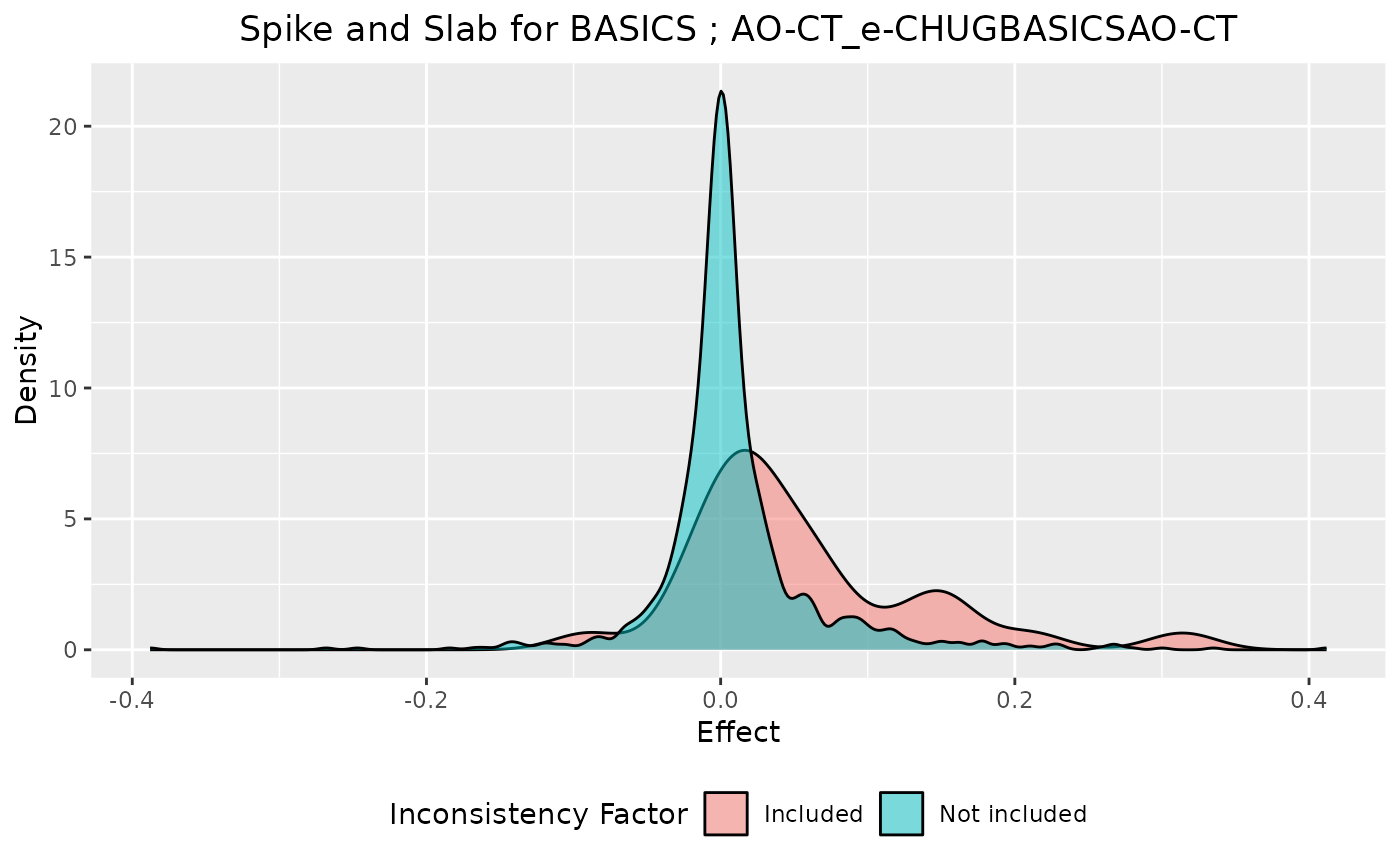 Spike and Slab for BASICS ; AO-CT_e-CHUGBASICSAO-CT
Density
20
15
10
5
0
-0.4 -0.2 0.0 0.2 0.4
Effect
Inconsistency Factor Included Not included